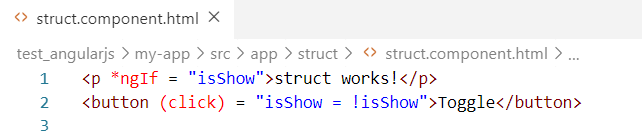 struct.component.html
test_angularjs > my-app > src > app > struct > struct.component.html > ...
1 <p *ngIf = "isShow">struct works!</p>
2 <button (click) = "isShow = !isShow">Toggle</button>
3